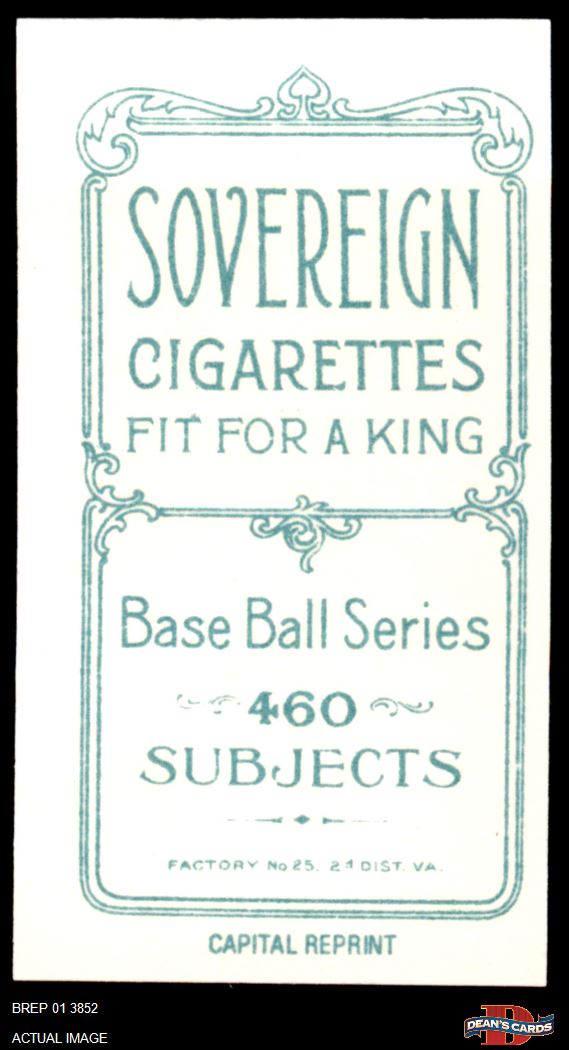 SOVEREIGN
CIGARETTES
FIT FOR A KING
Base Ball Series
460
SUBJECTS
FACTORY No 25. 2d DIST. VA.
CAPITAL REPRINT
BREP 01 3852
ACTUAL IMAGE
D
DEAN'S CARDS